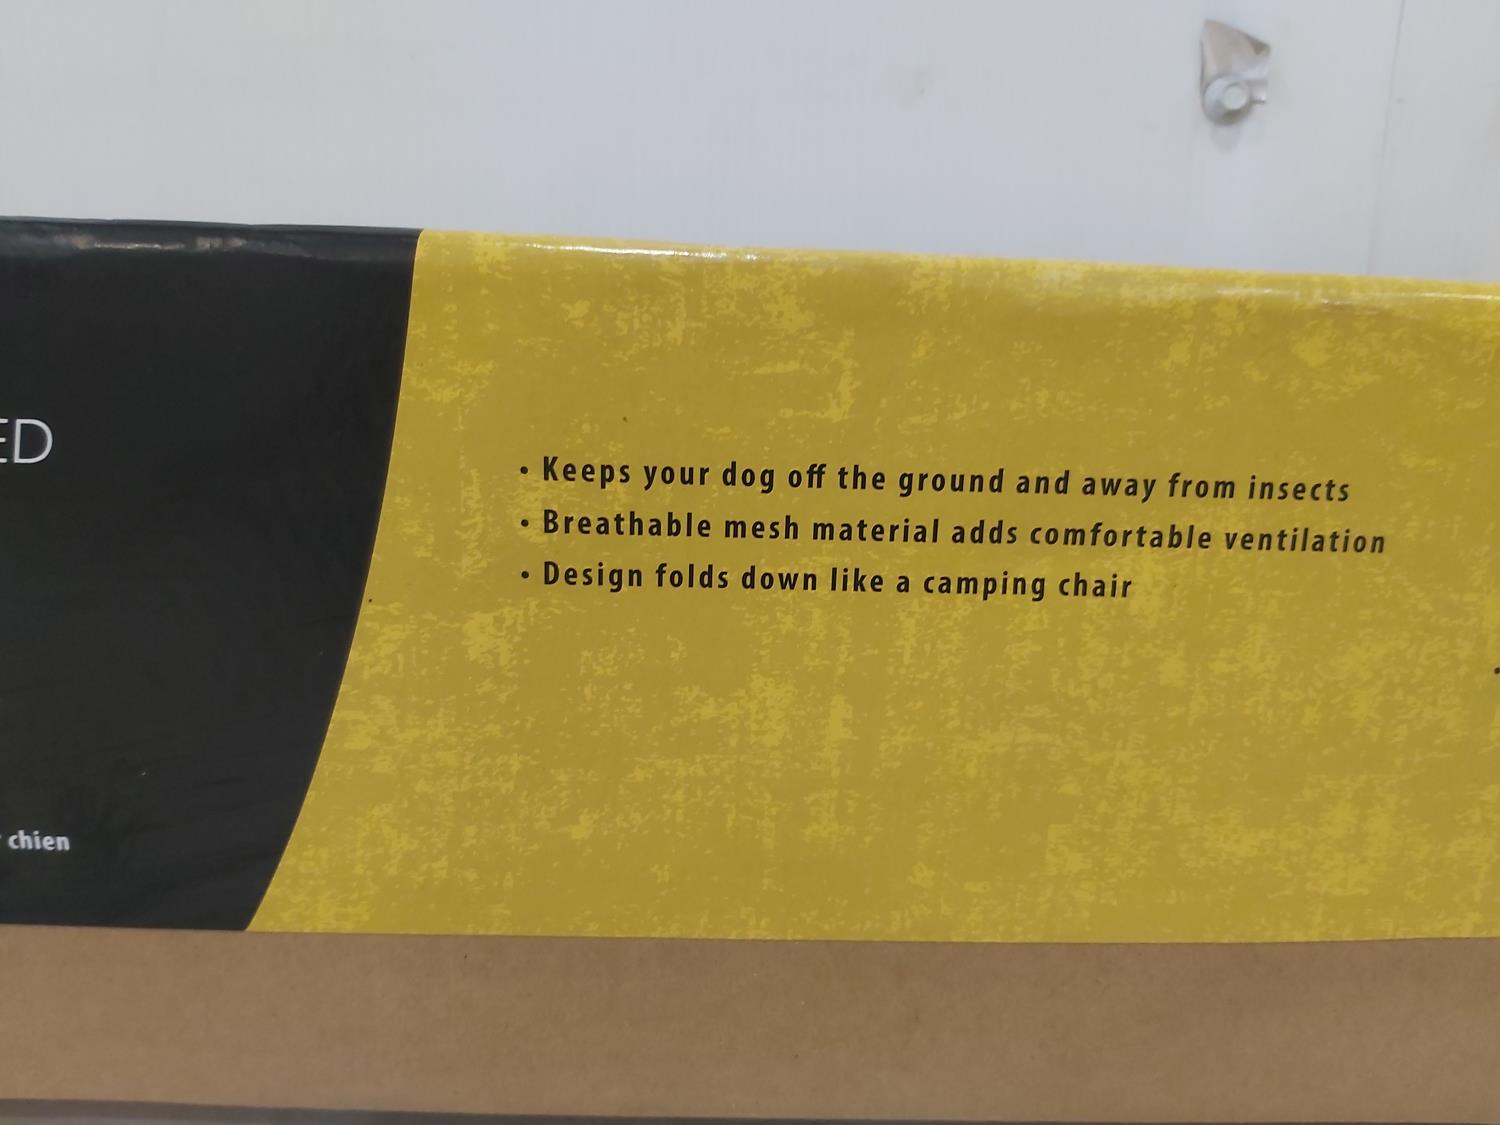 ED
• Keeps your dog off the ground and away from insects
• Breathable mesh material adds comfortable ventilation
• Design folds down like a camping chair
chien